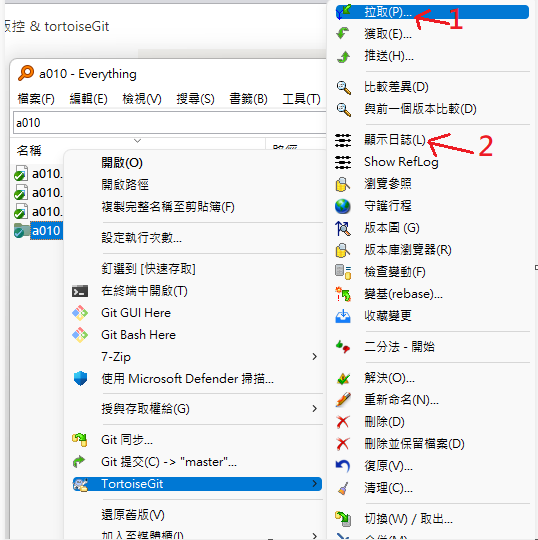 版控 & tortoiseGit
a010 - Everything
檔案(F) 編輯(E) 檢視(V) 搜尋(S) 書籤(B) 工具(T)
a010
名稱 路徑
a010.
a010.
a010.
a010
開啟(O)
開啟路徑
複製完整名稱至剪貼簿(F)
設定執行次數...
釘選到 [快速存取]
在終端中開啟(T)
Git GUI Here
Git Bash Here
7-Zip
使用 Microsoft Defender 掃描...
授與存取權給(G)
Git 同步...
Git 提交(C) -> "master"...
TortoiseGit
還原舊版(V)
加入至媒體櫃(I)
拉取(P)... 1
獲取(E)...
推送(H)...
比較差異(D)
與前一個版本比較(D)
顯示日誌(L) 2
Show RefLog
瀏覽參照
守護行程
版本圖 (G)
版本庫瀏覽器(R)
檢查變動(F)
變基(rebase)...
收藏變更
二分法 - 開始
解決(O)...
重新命名(N)...
刪除(D)
刪除並保留檔案(D)
復原(V)...
清理(C)...
切換(W) / 取出...
合併(M)...